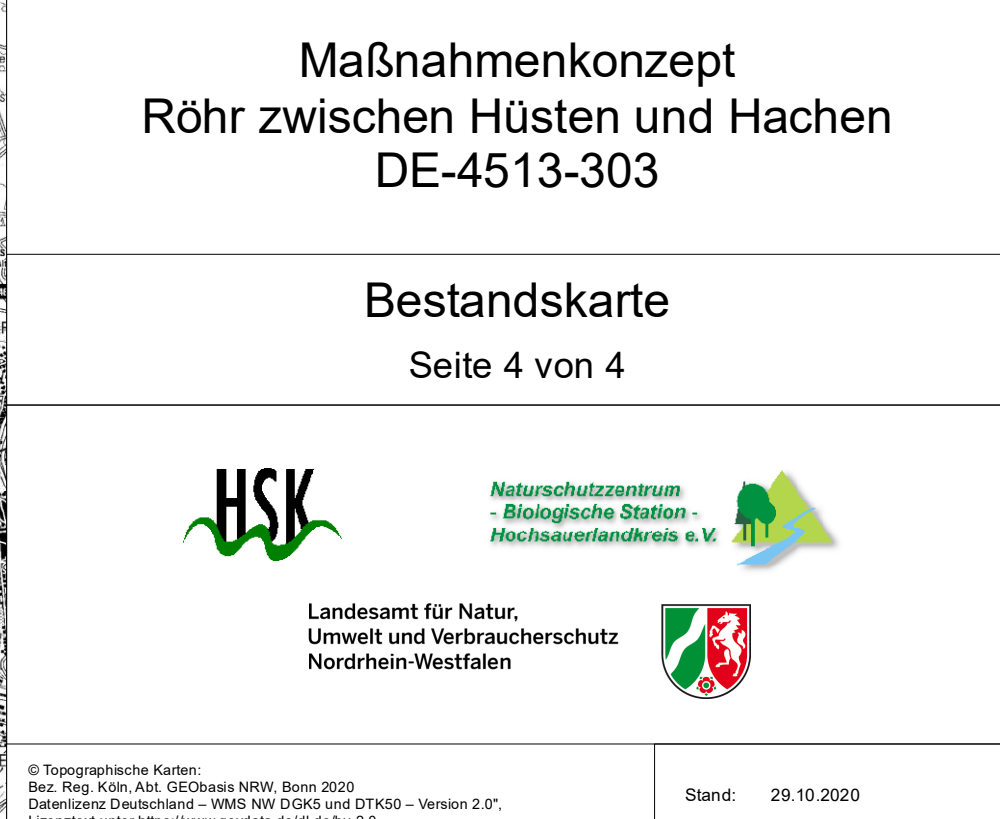 Maßnahmenkonzept
Röhr zwischen Hüsten und Hachen
DE-4513-303
Bestandskarte
Seite 4 von 4
HSK
Naturschutzzentrum
- Biologische Station -
Hochsauerlandkreis e.V.
Landesamt für Natur,
Umwelt und Verbraucherschutz
Nordrhein-Westfalen
© Topographische Karten:
Bez. Reg. Köln, Abt. GEObasis NRW, Bonn 2020
Datenlizenz Deutschland – WMS NW DGK5 und DTK50 – Version 2.0",
Stand: 29.10.2020